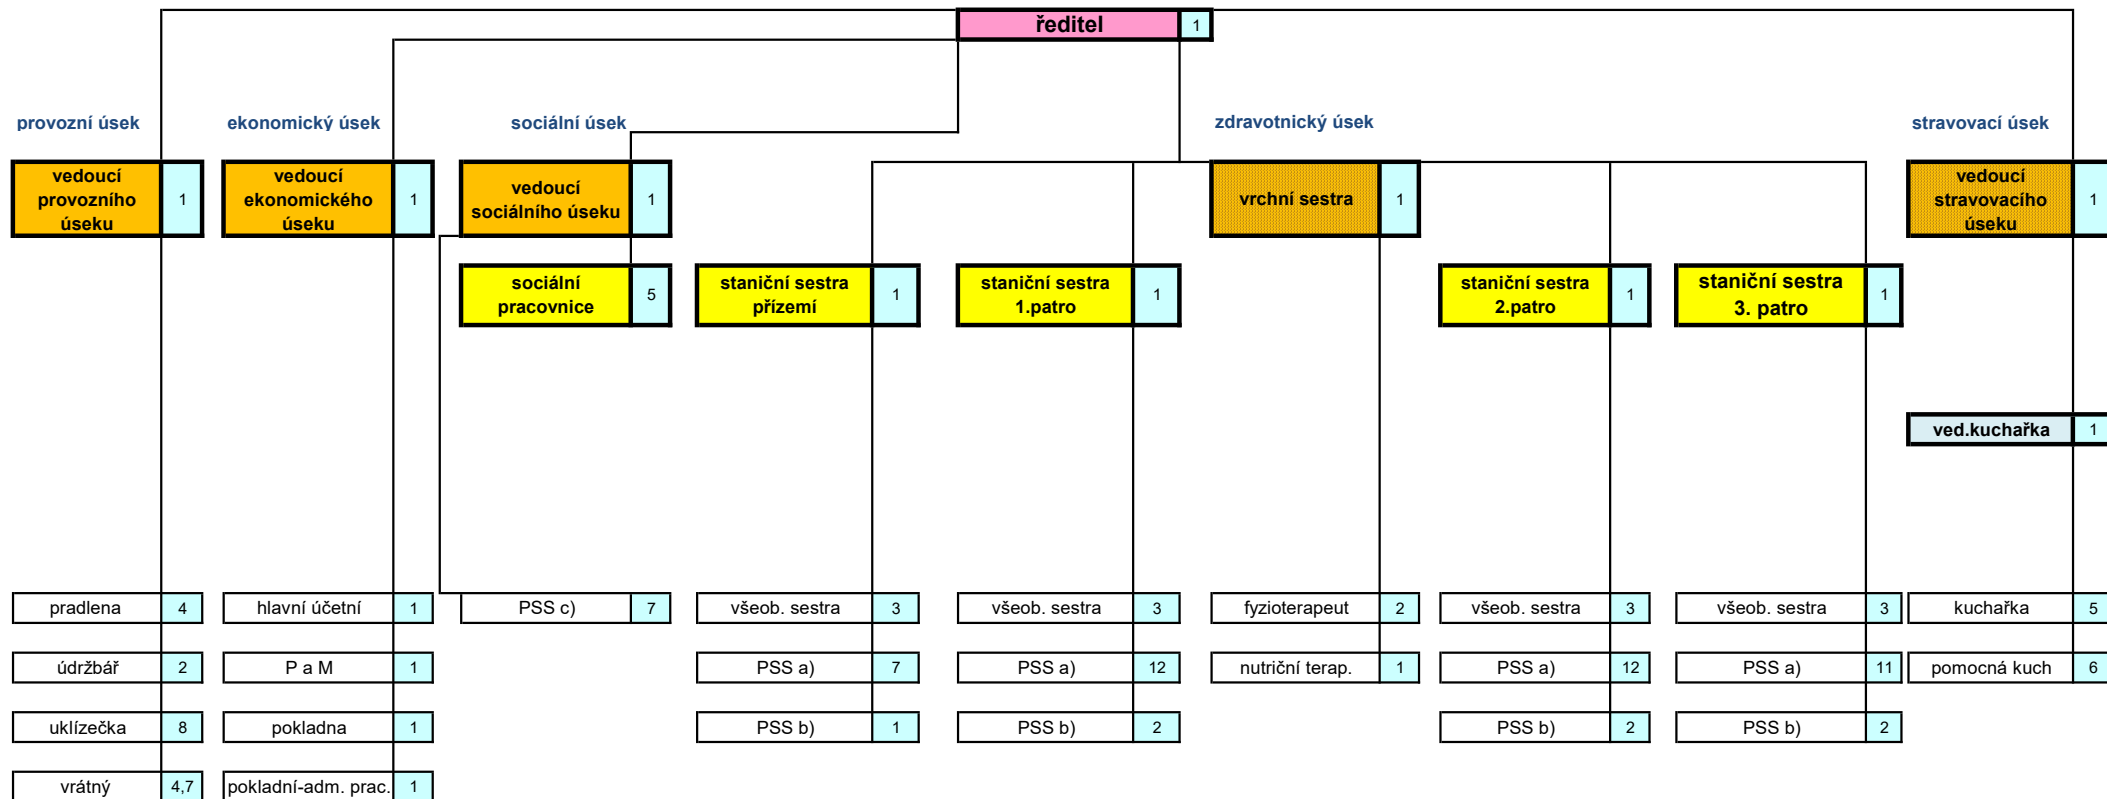 ředitel 1
provozní úsek ekonomický úsek sociální úsek zdravotnický úsek stravovací úsek
vedoucí
provozního
úseku 1
vedoucí
ekonomického
úseku 1
vedoucí
sociálního úseku 1
vrchní sestra 1
vedoucí
stravovacího
úseku 1
sociální
pracovnice 5
staniční sestra
přízemí 1
staniční sestra
1.patro 1
staniční sestra
2.patro 1
staniční sestra
3. patro 1
ved.kuchařka 1
pradlena 4 hlavní účetní 1 PSS c) 7 všeob. sestra 3 všeob. sestra 3 fyzioterapeut 2 všeob. sestra 3 všeob. sestra 3 kuchařka 5
údržbář 2 P a M 1 PSS a) 7 PSS a) 12 nutriční terap. 1 PSS a) 12 PSS a) 11 pomocná kuch 6
uklízečka 8 pokladna 1 PSS b) 1 PSS b) 2 PSS b) 2 PSS b) 2
vrátný 4,7 pokladní-adm. prac. 1